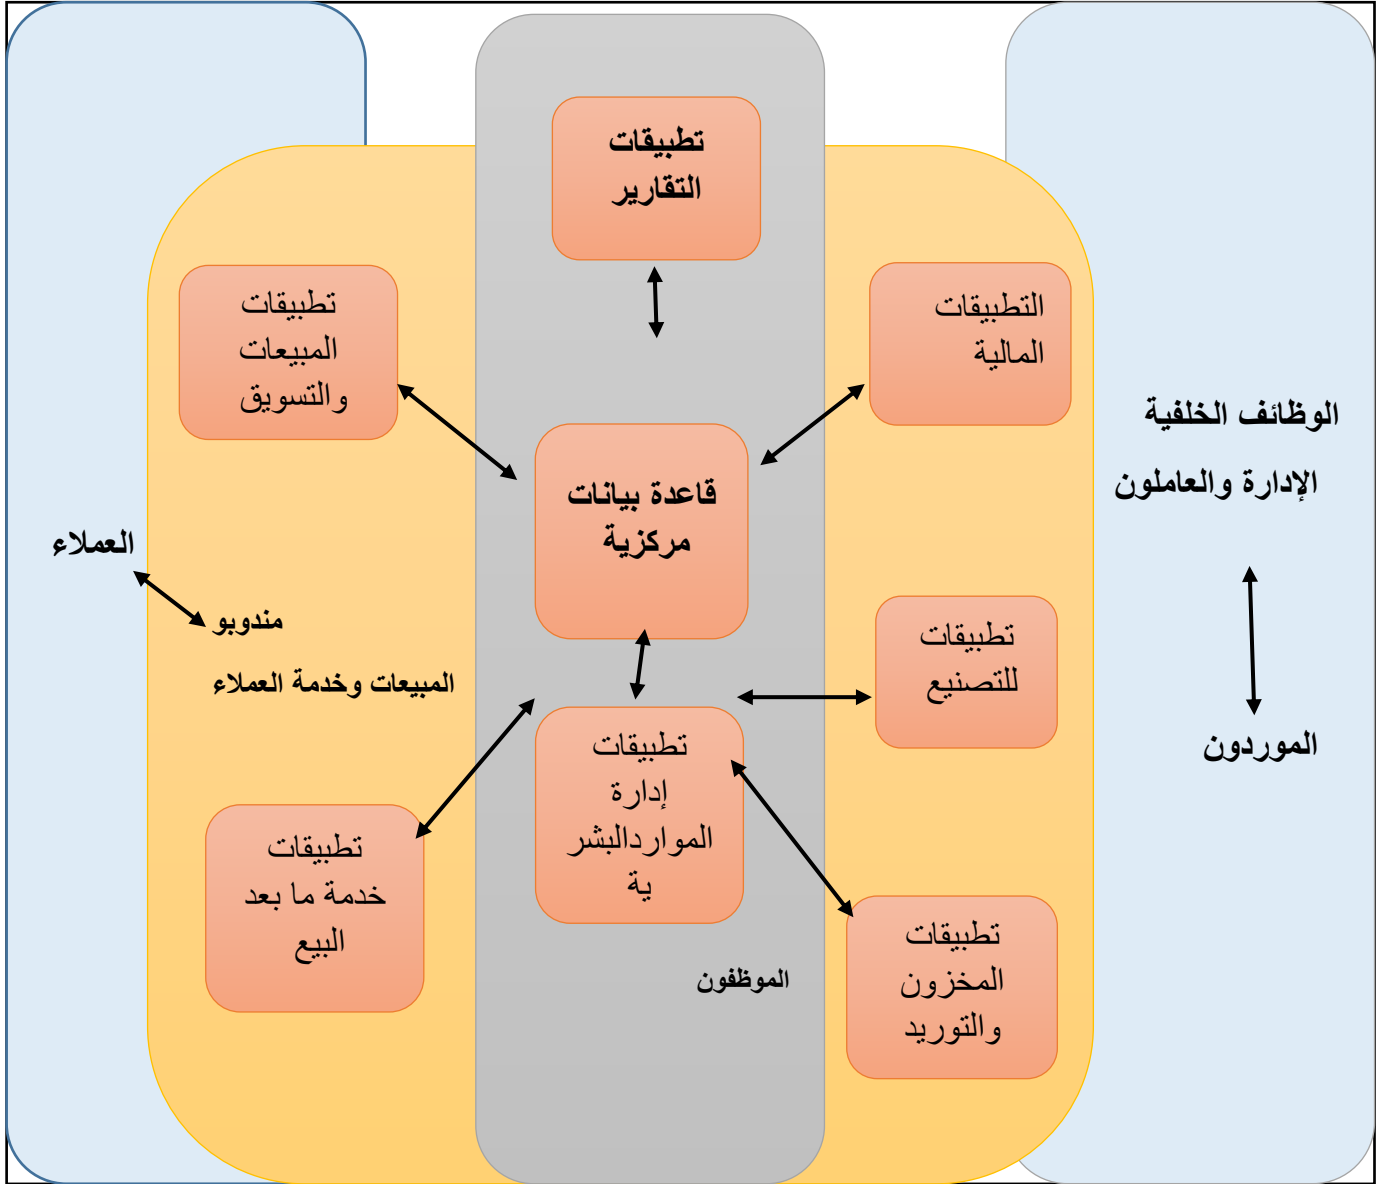 تطبيقات
التقارير
التطبيقات
المالية
تطبيقات
المبيعات
والتسويق
الوظائف الخلفية
الإدارة والعاملون
قاعدة بيانات
مركزية
العملاء
مندوبو
المبيعات وخدمة العملاء
تطبيقات
للتصنيع
الموردون
تطبيقات
إدارة
المواردالبشر
ية
تطبيقات
خدمة ما بعد
البيع
تطبيقات
المخزون
والتوريد
الموظفون